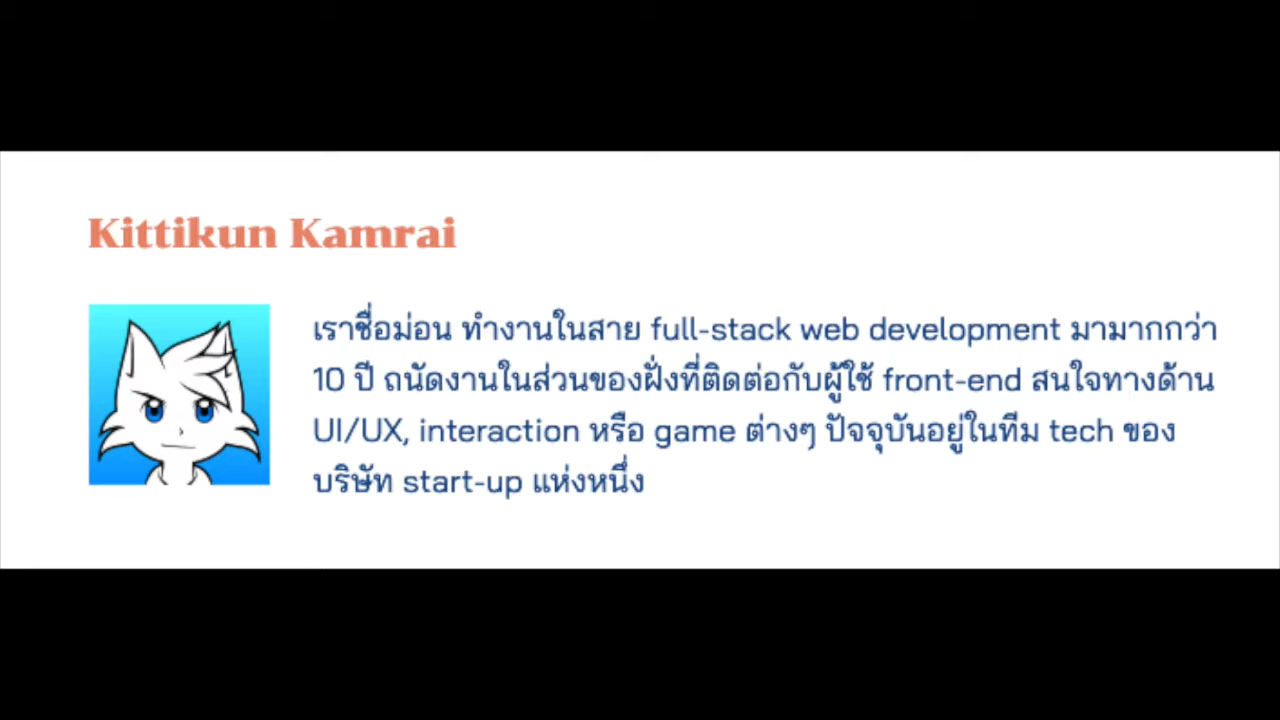 Kittikun Kamrai
เราชื่อม่อน ทำงานในสาย full-stack web development มามากกว่า
10 ปี ถนัดงานในส่วนของฝั่งที่ติดต่อกับผู้ใช้ front-end สนใจทางด้าน
UI/UX, interaction หรือ game ต่างๆ ปัจจุบันอยู่ในทีม tech ของ
บริษัท start-up แห่งหนึ่ง